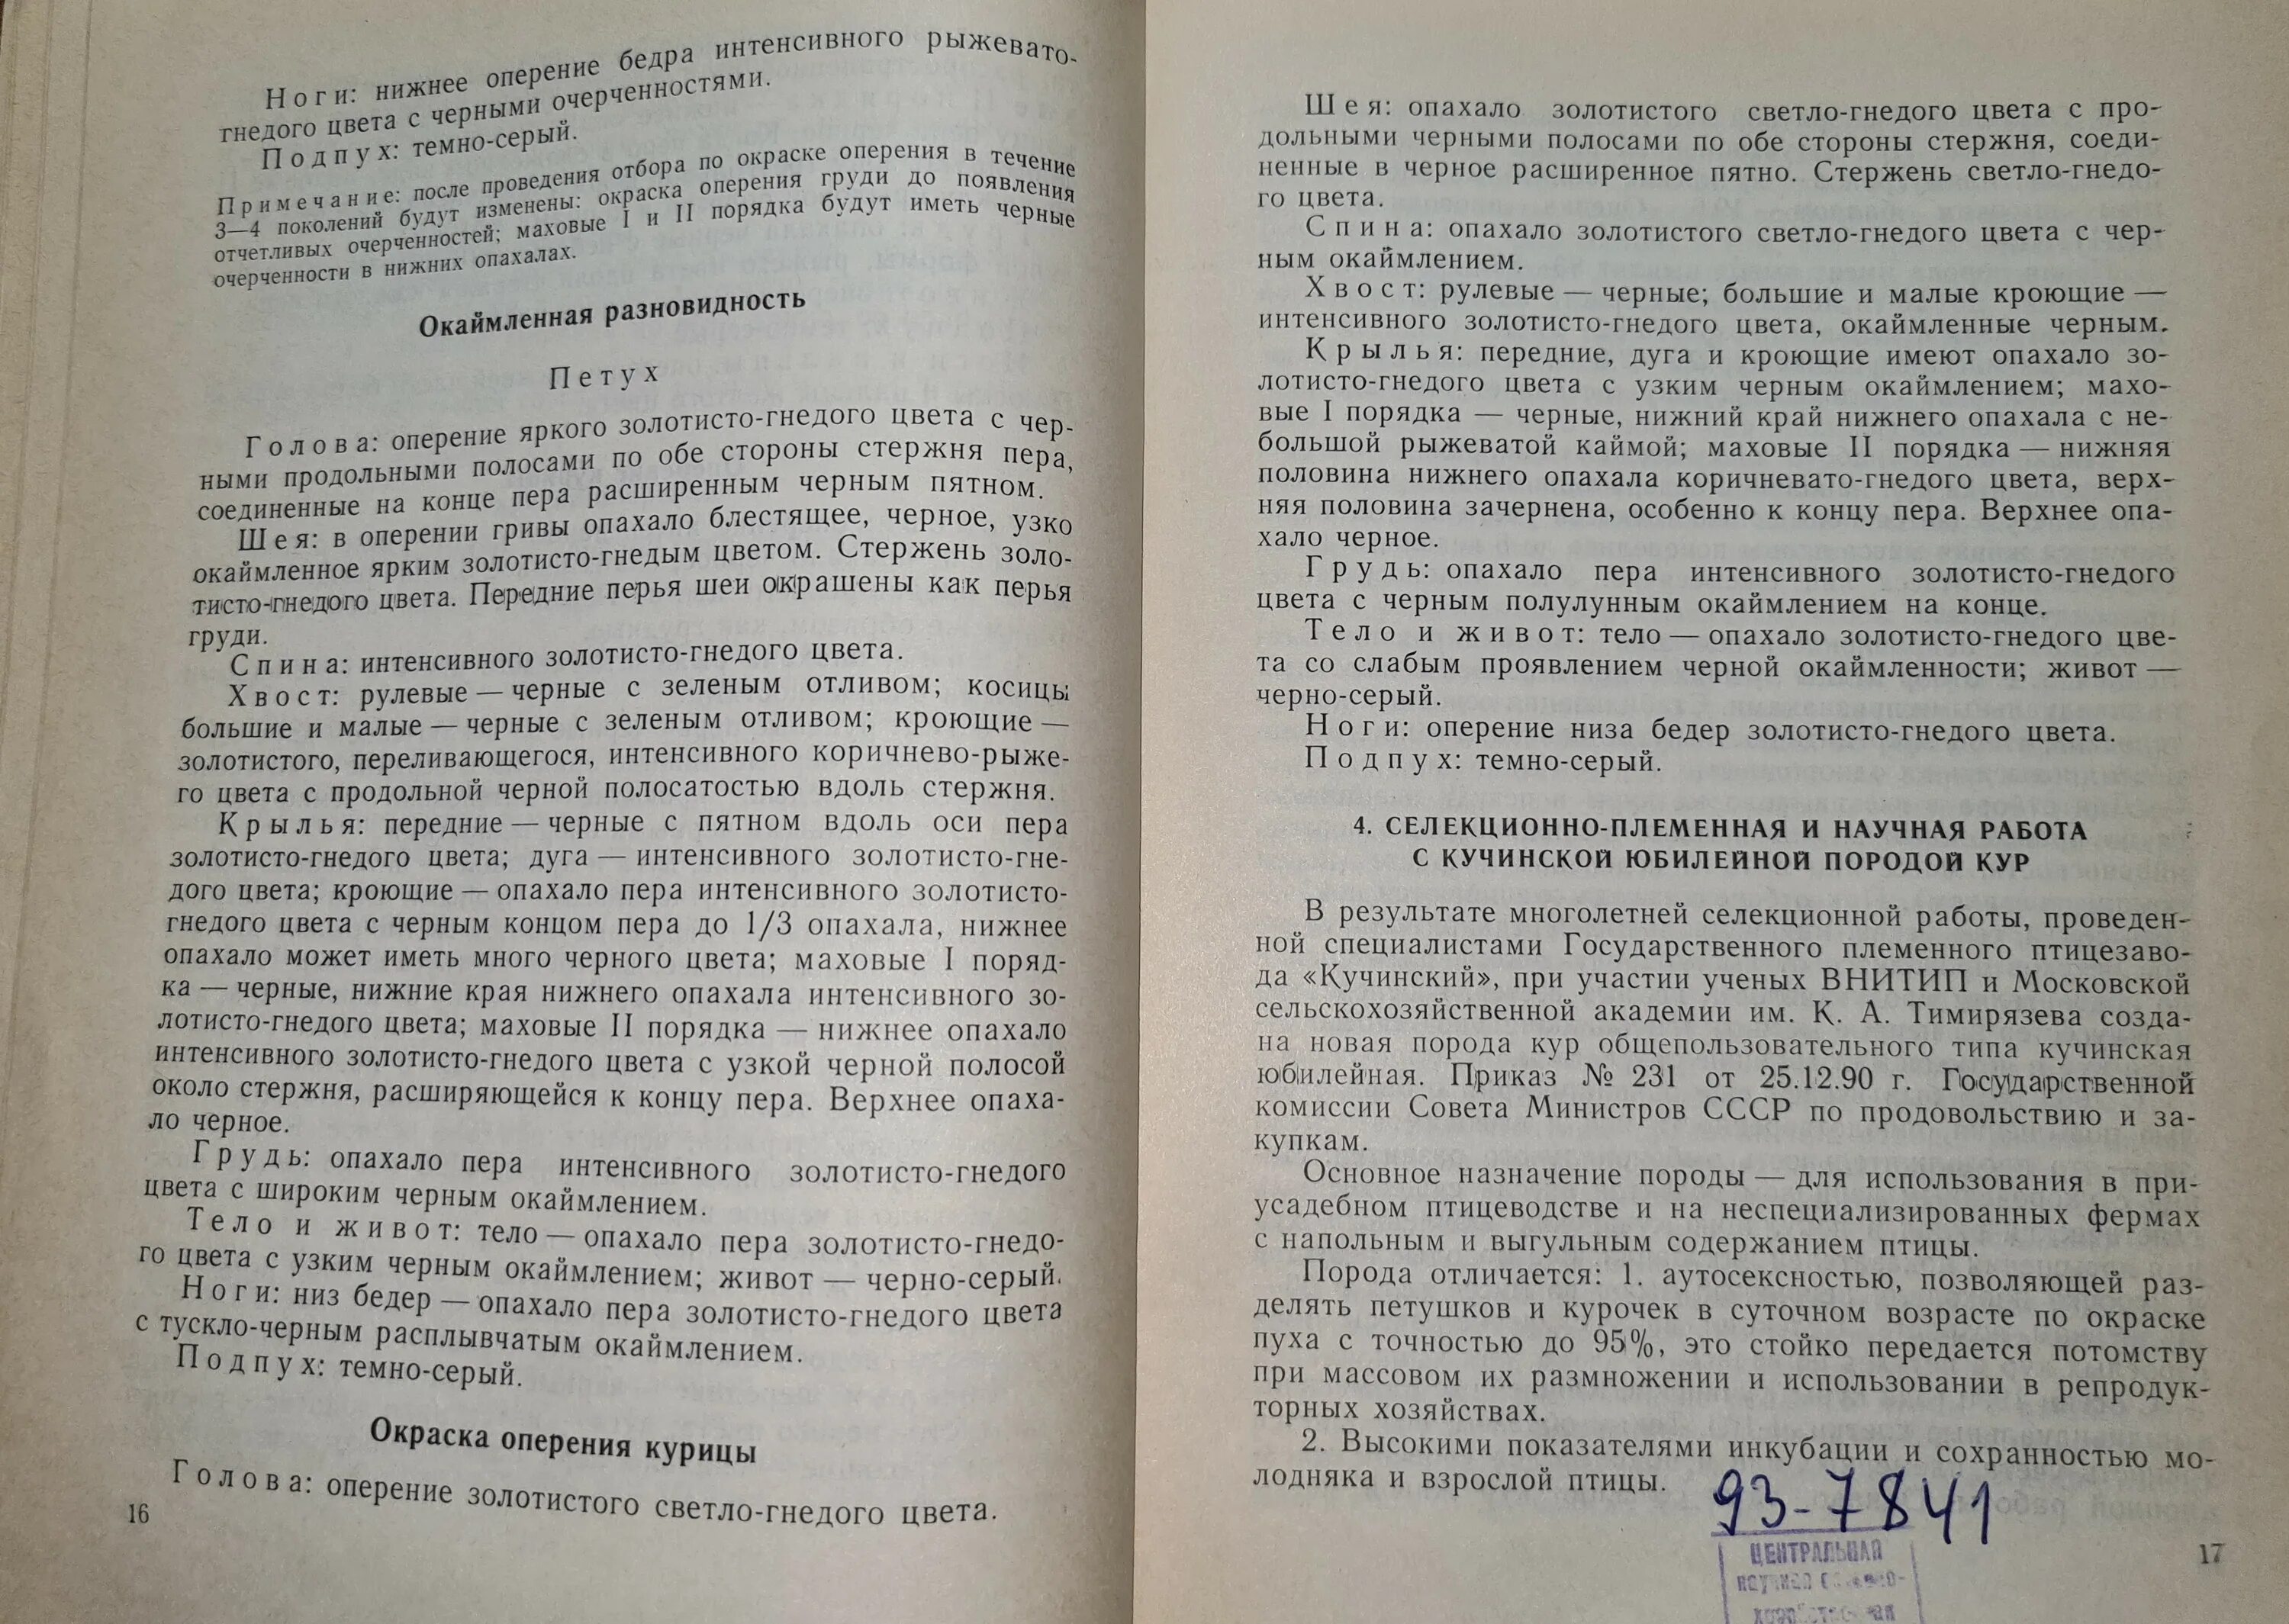 Ноги: нижнее оперение бедра интенсивного рыжевато-
гнедого цвета с черными очерченностями.
Подпух: темно-серый.
Примечание: после проведения отбора по окраске оперения в течение
3—4 поколений будут изменены: окраска оперения груди до появления
отчетливых очерченностей; маховые I и II порядка будут иметь черные
очерченности в нижних опахалах.
Окаймленная разновидность
Петух
Голова: оперение яркого золотисто-гнедого цвета с чер-
ными продольными полосами по обе стороны стержня пера,
соединенные на конце пера расширенным черным пятном.
Шея: в оперении гривы опахало блестящее, черное, узко
окаймленное ярким золотисто-гнедым цветом. Стержень золо-
тисто-гнедого цвета. Передние перья шеи окрашены как перья
груди.
Спина: интенсивного золотисто-гнедого цвета.
Хвост: рулевые — черные с зеленым отливом; косицы
большие и малые — черные с зеленым отливом; кроющие —
золотистого, переливающегося, интенсивного коричнево-рыже-
го цвета с продольной черной полосатостью вдоль стержня.
Крылья: передние — черные с пятном вдоль оси пера
золотисто-гнедого цвета; дуга — интенсивного золотисто-гне-
дого цвета; кроющие — опахало пера интенсивного золотисто-
гнедого цвета с черным концом пера до 1/3 опахала, нижнее
опахало может иметь много черного цвета; маховые I поряд-
ка — черные, нижние края нижнего опахала интенсивного зо-
лотисто-гнедого цвета; маховые II порядка — нижнее опахало
интенсивного золотисто-гнедого цвета с узкой черной полосой
около стержня, расширяющейся к концу пера. Верхнее опаха-
ло черное.
Грудь: опахало пера интенсивного золотисто-гнедого
цвета с широким черным окаймлением.
Тело и живот: тело — опахало пера золотисто-гнедо-
го цвета с узким черным окаймлением; живот — черно-серый.
Ноги: низ бедер — опахало пера золотисто-гнедого цвета
с тускло-черным расплывчатым окаймлением.
Подпух: темно-серый.
Окраска оперения курицы
Голова: оперение золотистого светло-гнедого цвета.
16
Шея: опахало золотистого светло-гнедого цвета с про-
дольными черными полосами по обе стороны стержня, соеди-
ненные в черное расширенное пятно. Стержень светло-гнедо-
го цвета.
Спина: опахало золотистого светло-гнедого цвета с чер-
ным окаймлением.
Хвост: рулевые — черные; большие и малые кроющие —
интенсивного золотисто-гнедого цвета, окаймленные черным.
Крылья: передние, дуга и кроющие имеют опахало зо-
лотисто-гнедого цвета с узким черным окаймлением; махо-
вые I порядка — черные, нижний край нижнего опахала с не-
большой рыжеватой каймой; маховые II порядка — нижняя
половина нижнего опахала коричневато-гнедого цвета, верх-
няя половина зачернена, особенно к концу пера. Верхнее опа-
хало черное.
Грудь: опахало пера интенсивного золотисто-гнедого
цвета с черным полулунным окаймлением на конце.
Тело и живот: тело — опахало золотисто-гнедого цве-
та со слабым проявлением черной окаймленности; живот —
черно-серый.
Ноги: оперение низа бедер золотисто-гнедого цвета.
Подпух: темно-серый.
4. СЕЛЕКЦИОННО-ПЛЕМЕННАЯ И НАУЧНАЯ РАБОТА
С КУЧИНСКОЙ ЮБИЛЕЙНОЙ ПОРОДОЙ КУР
В результате многолетней селекционной работы, проведен-
ной специалистами Государственного племенного птицезаво-
да «Кучинский», при участии ученых ВНИТИП и Московской
сельскохозяйственной академии им. К. А. Тимирязева созда-
на новая порода кур общепользовательного типа кучинская
юбилейная. Приказ № 231 от 25.12.90 г. Государственной
комиссии Совета Министров СССР по продовольствию и за-
купкам.
Основное назначение породы — для использования в при-
усадебном птицеводстве и на неспециализированных фермах
с напольным и выгульным содержанием птицы.
Порода отличается: 1. аутосексностью, позволяющей раз-
делять петушков и курочек в суточном возрасте по окраске
пуха с точностью до 95%, это стойко передается потомству
при массовом их размножении и использовании в репродук-
торных хозяйствах.
2. Высокими показателями инкубации и сохранностью мо-
лодняка и взрослой птицы.
93-7841
ЦЕНТРАЛЬНАЯ
научная
17